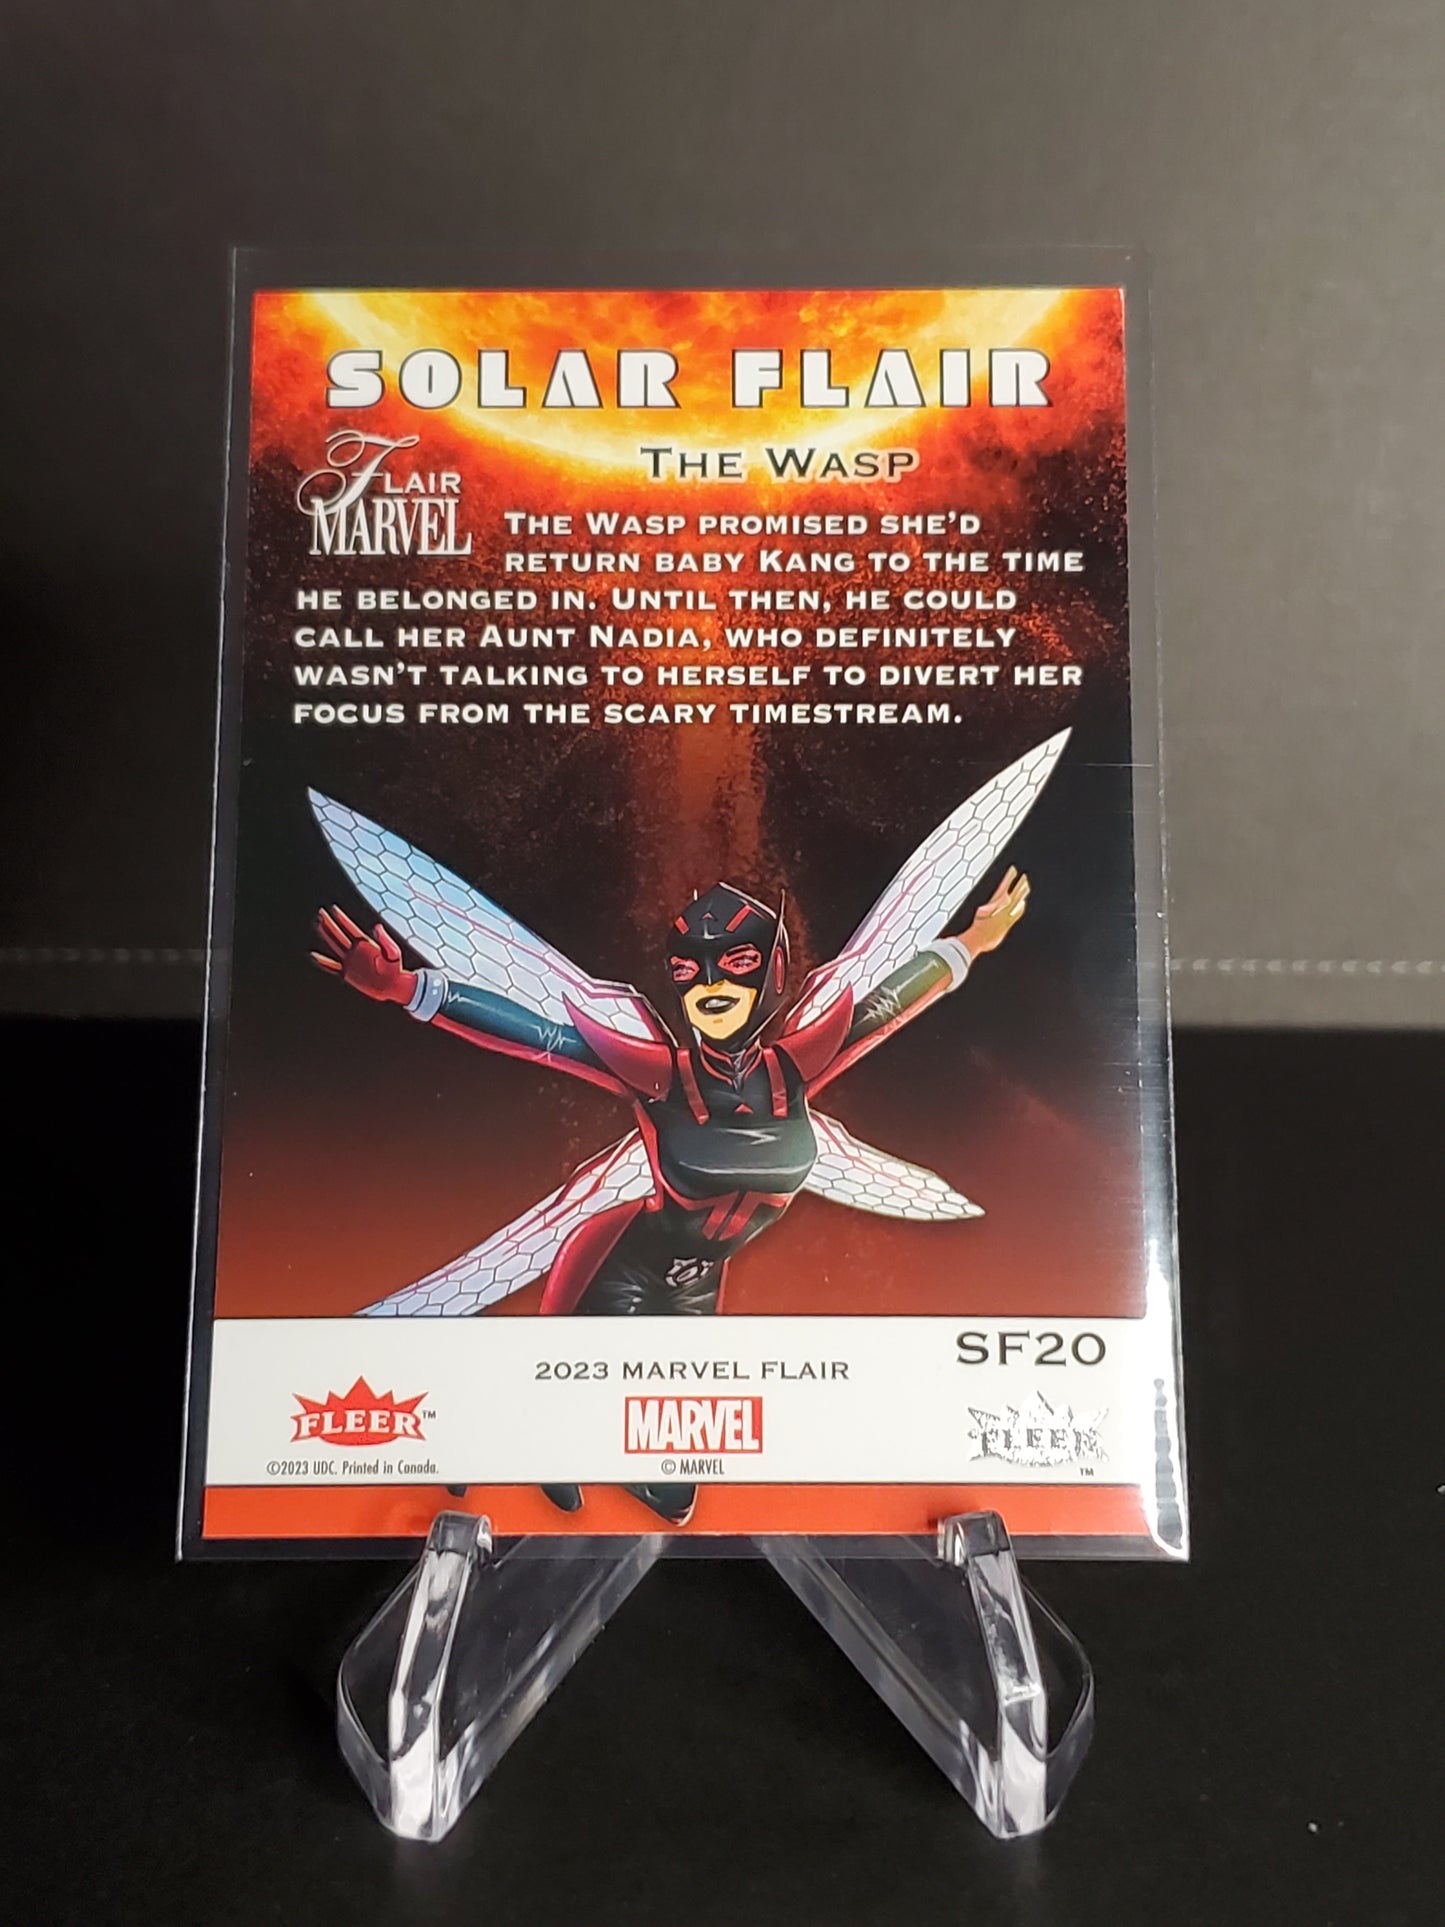 SOLAR FLAIR
FLAIR
MARVEL
THE WASP
THE WASP PROMISED SHE'D
RETURN BABY KANG TO THE TIME
HE BELONGED IN. UNTIL THEN, HE COULD
CALL HER AUNT NADIA, WHO DEFINITELY
WASN'T TALKING TO HERSELF TO DIVERT HER
FOCUS FROM THE SCARY TIMESTREAM.
SF20
2023 MARVEL FLAIR
FLEER™
MARVEL
FLEER
™
©2023 UDC. Printed in Canada.
© MARVEL